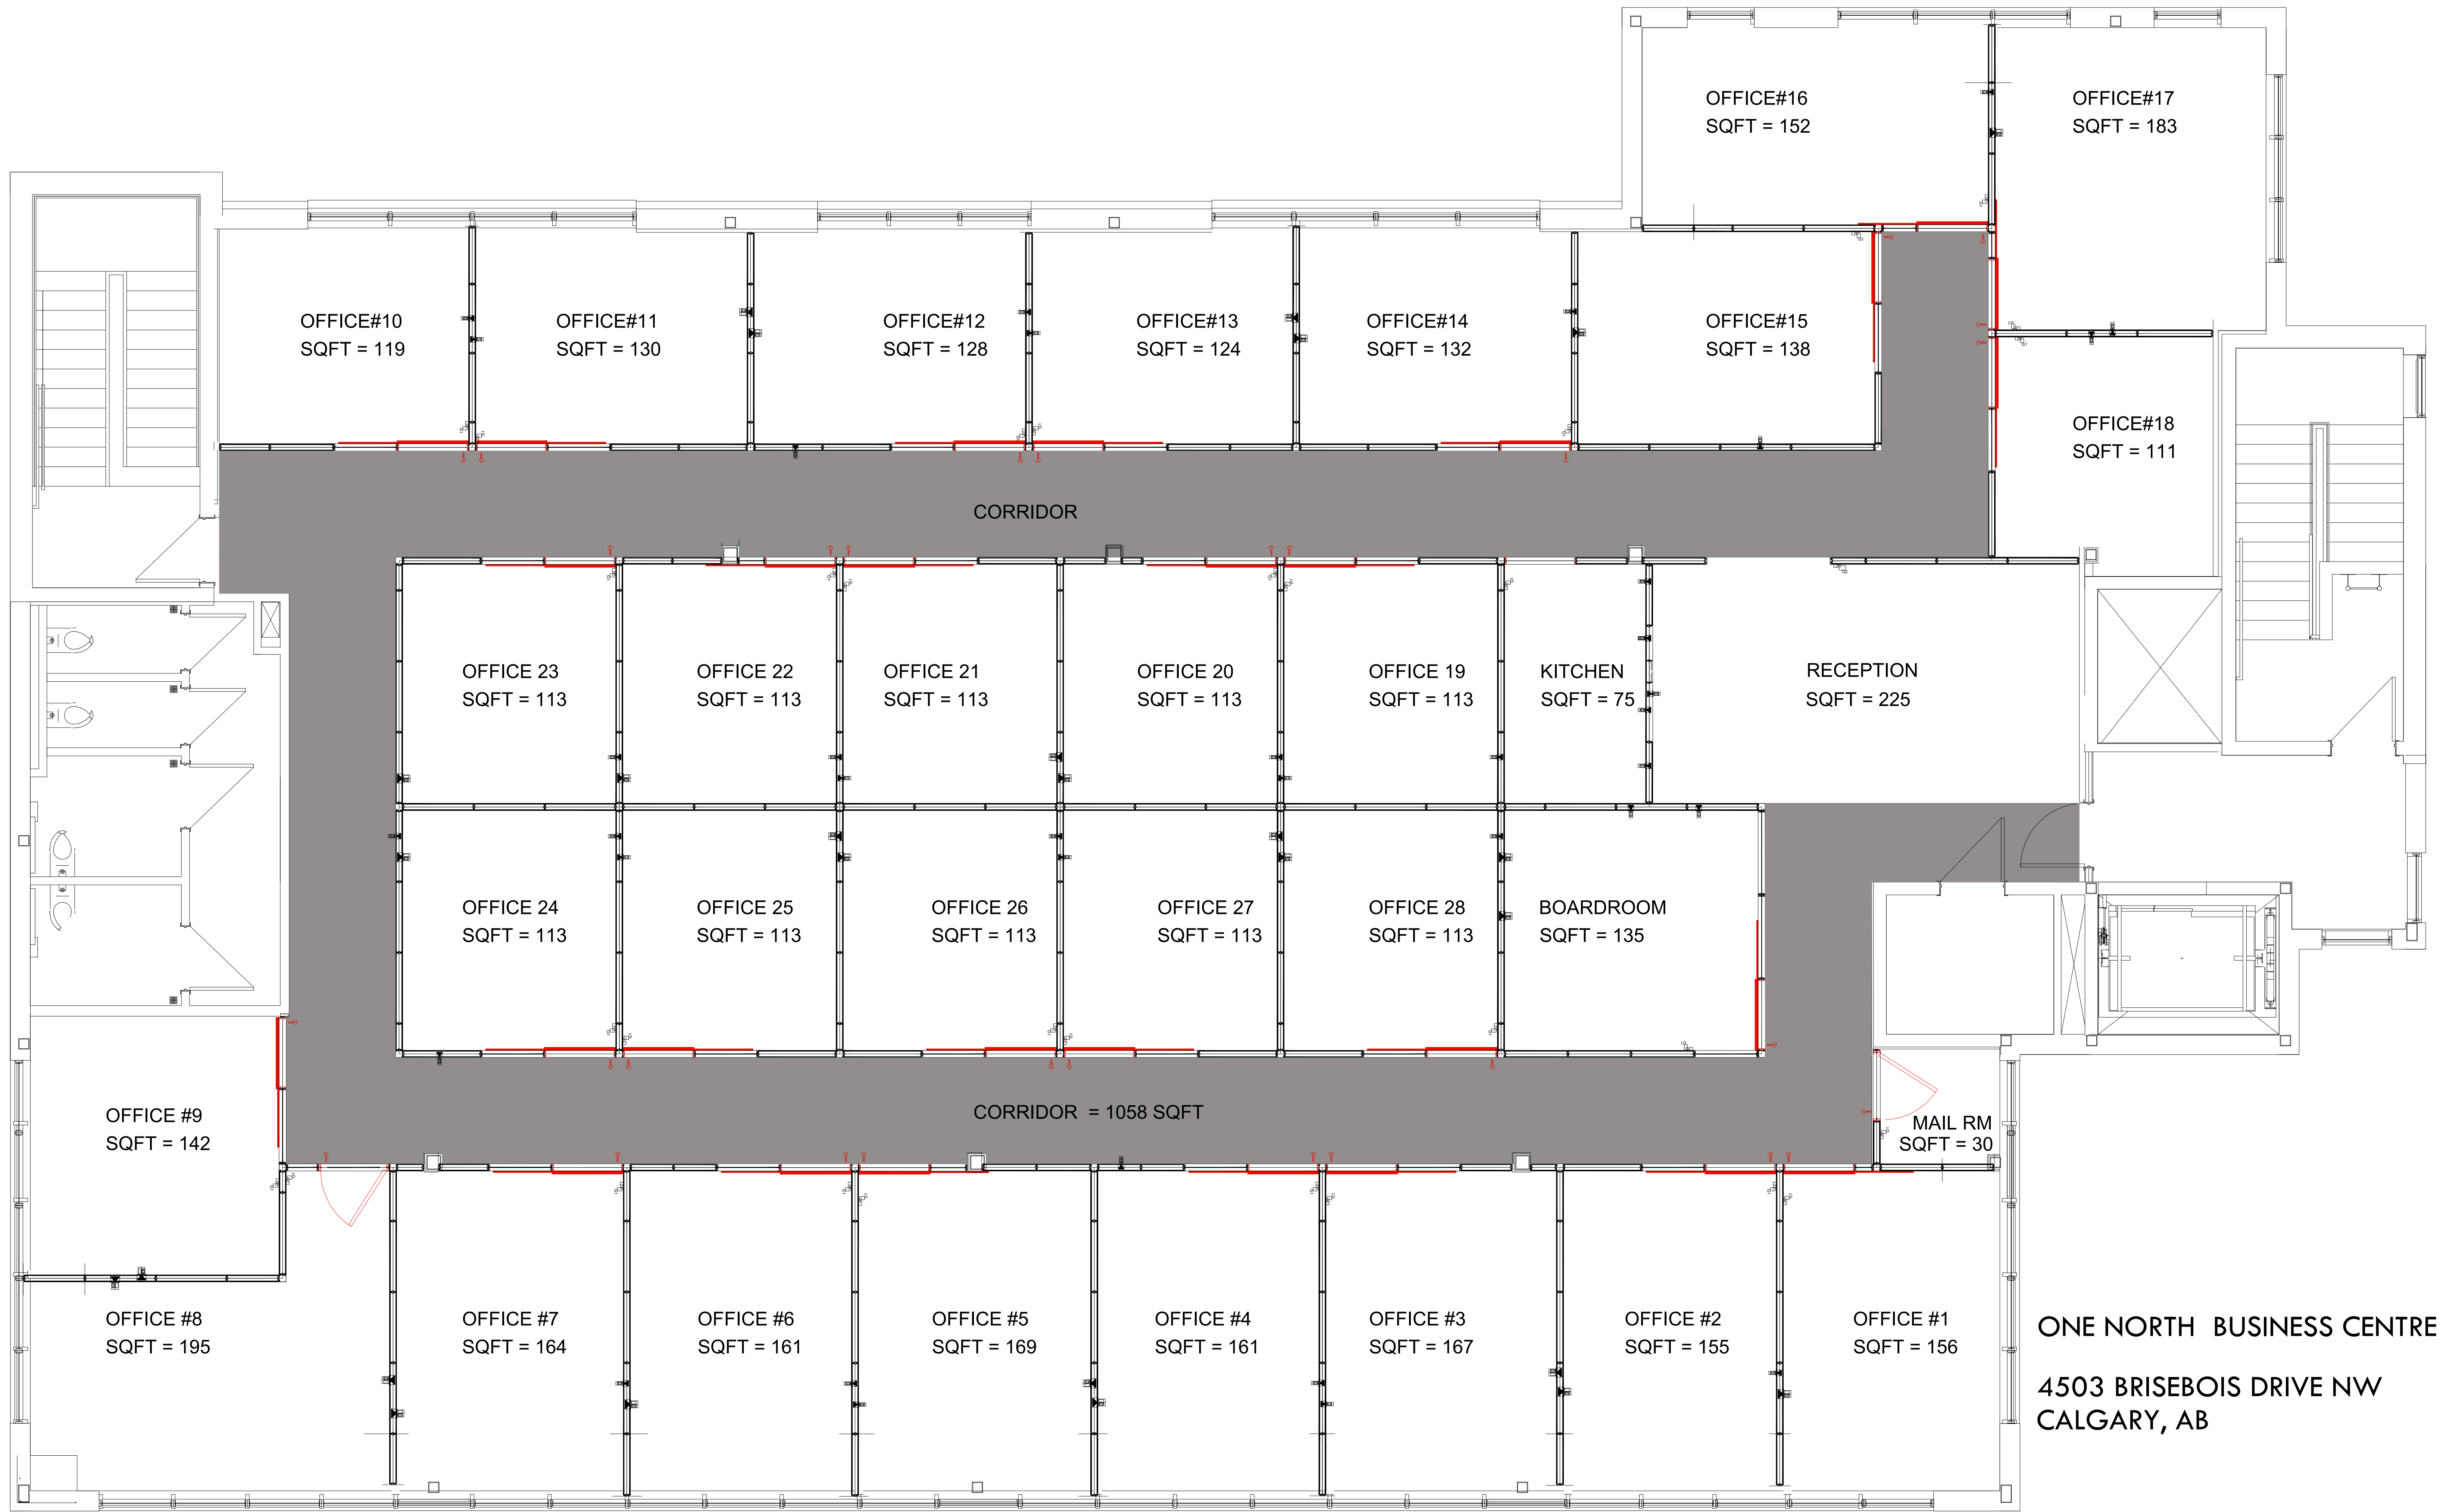 OFFICE#16
SQFT = 152
OFFICE#17
SQFT = 183
OFFICE#10
SQFT = 119
OFFICE#11
SQFT = 130
OFFICE#12
SQFT = 128
OFFICE#13
SQFT = 124
OFFICE#14
SQFT = 132
OFFICE#15
SQFT = 138
OFFICE#18
SQFT = 111
CORRIDOR
OFFICE 23
SQFT = 113
OFFICE 22
SQFT = 113
OFFICE 21
SQFT = 113
OFFICE 20
SQFT = 113
OFFICE 19
SQFT = 113
KITCHEN
SQFT = 75
RECEPTION
SQFT = 225
OFFICE 24
SQFT = 113
OFFICE 25
SQFT = 113
OFFICE 26
SQFT = 113
OFFICE 27
SQFT = 113
OFFICE 28
SQFT = 113
BOARDROOM
SQFT = 135
OFFICE #9
SQFT = 142
CORRIDOR = 1058 SQFT
MAIL RM
SQFT = 30
OFFICE #8
SQFT = 195
OFFICE #7
SQFT = 164
OFFICE #6
SQFT = 161
OFFICE #5
SQFT = 169
OFFICE #4
SQFT = 161
OFFICE #3
SQFT = 167
OFFICE #2
SQFT = 155
OFFICE #1
SQFT = 156
ONE NORTH BUSINESS CENTRE
4503 BRISEBOIS DRIVE NW
CALGARY, AB